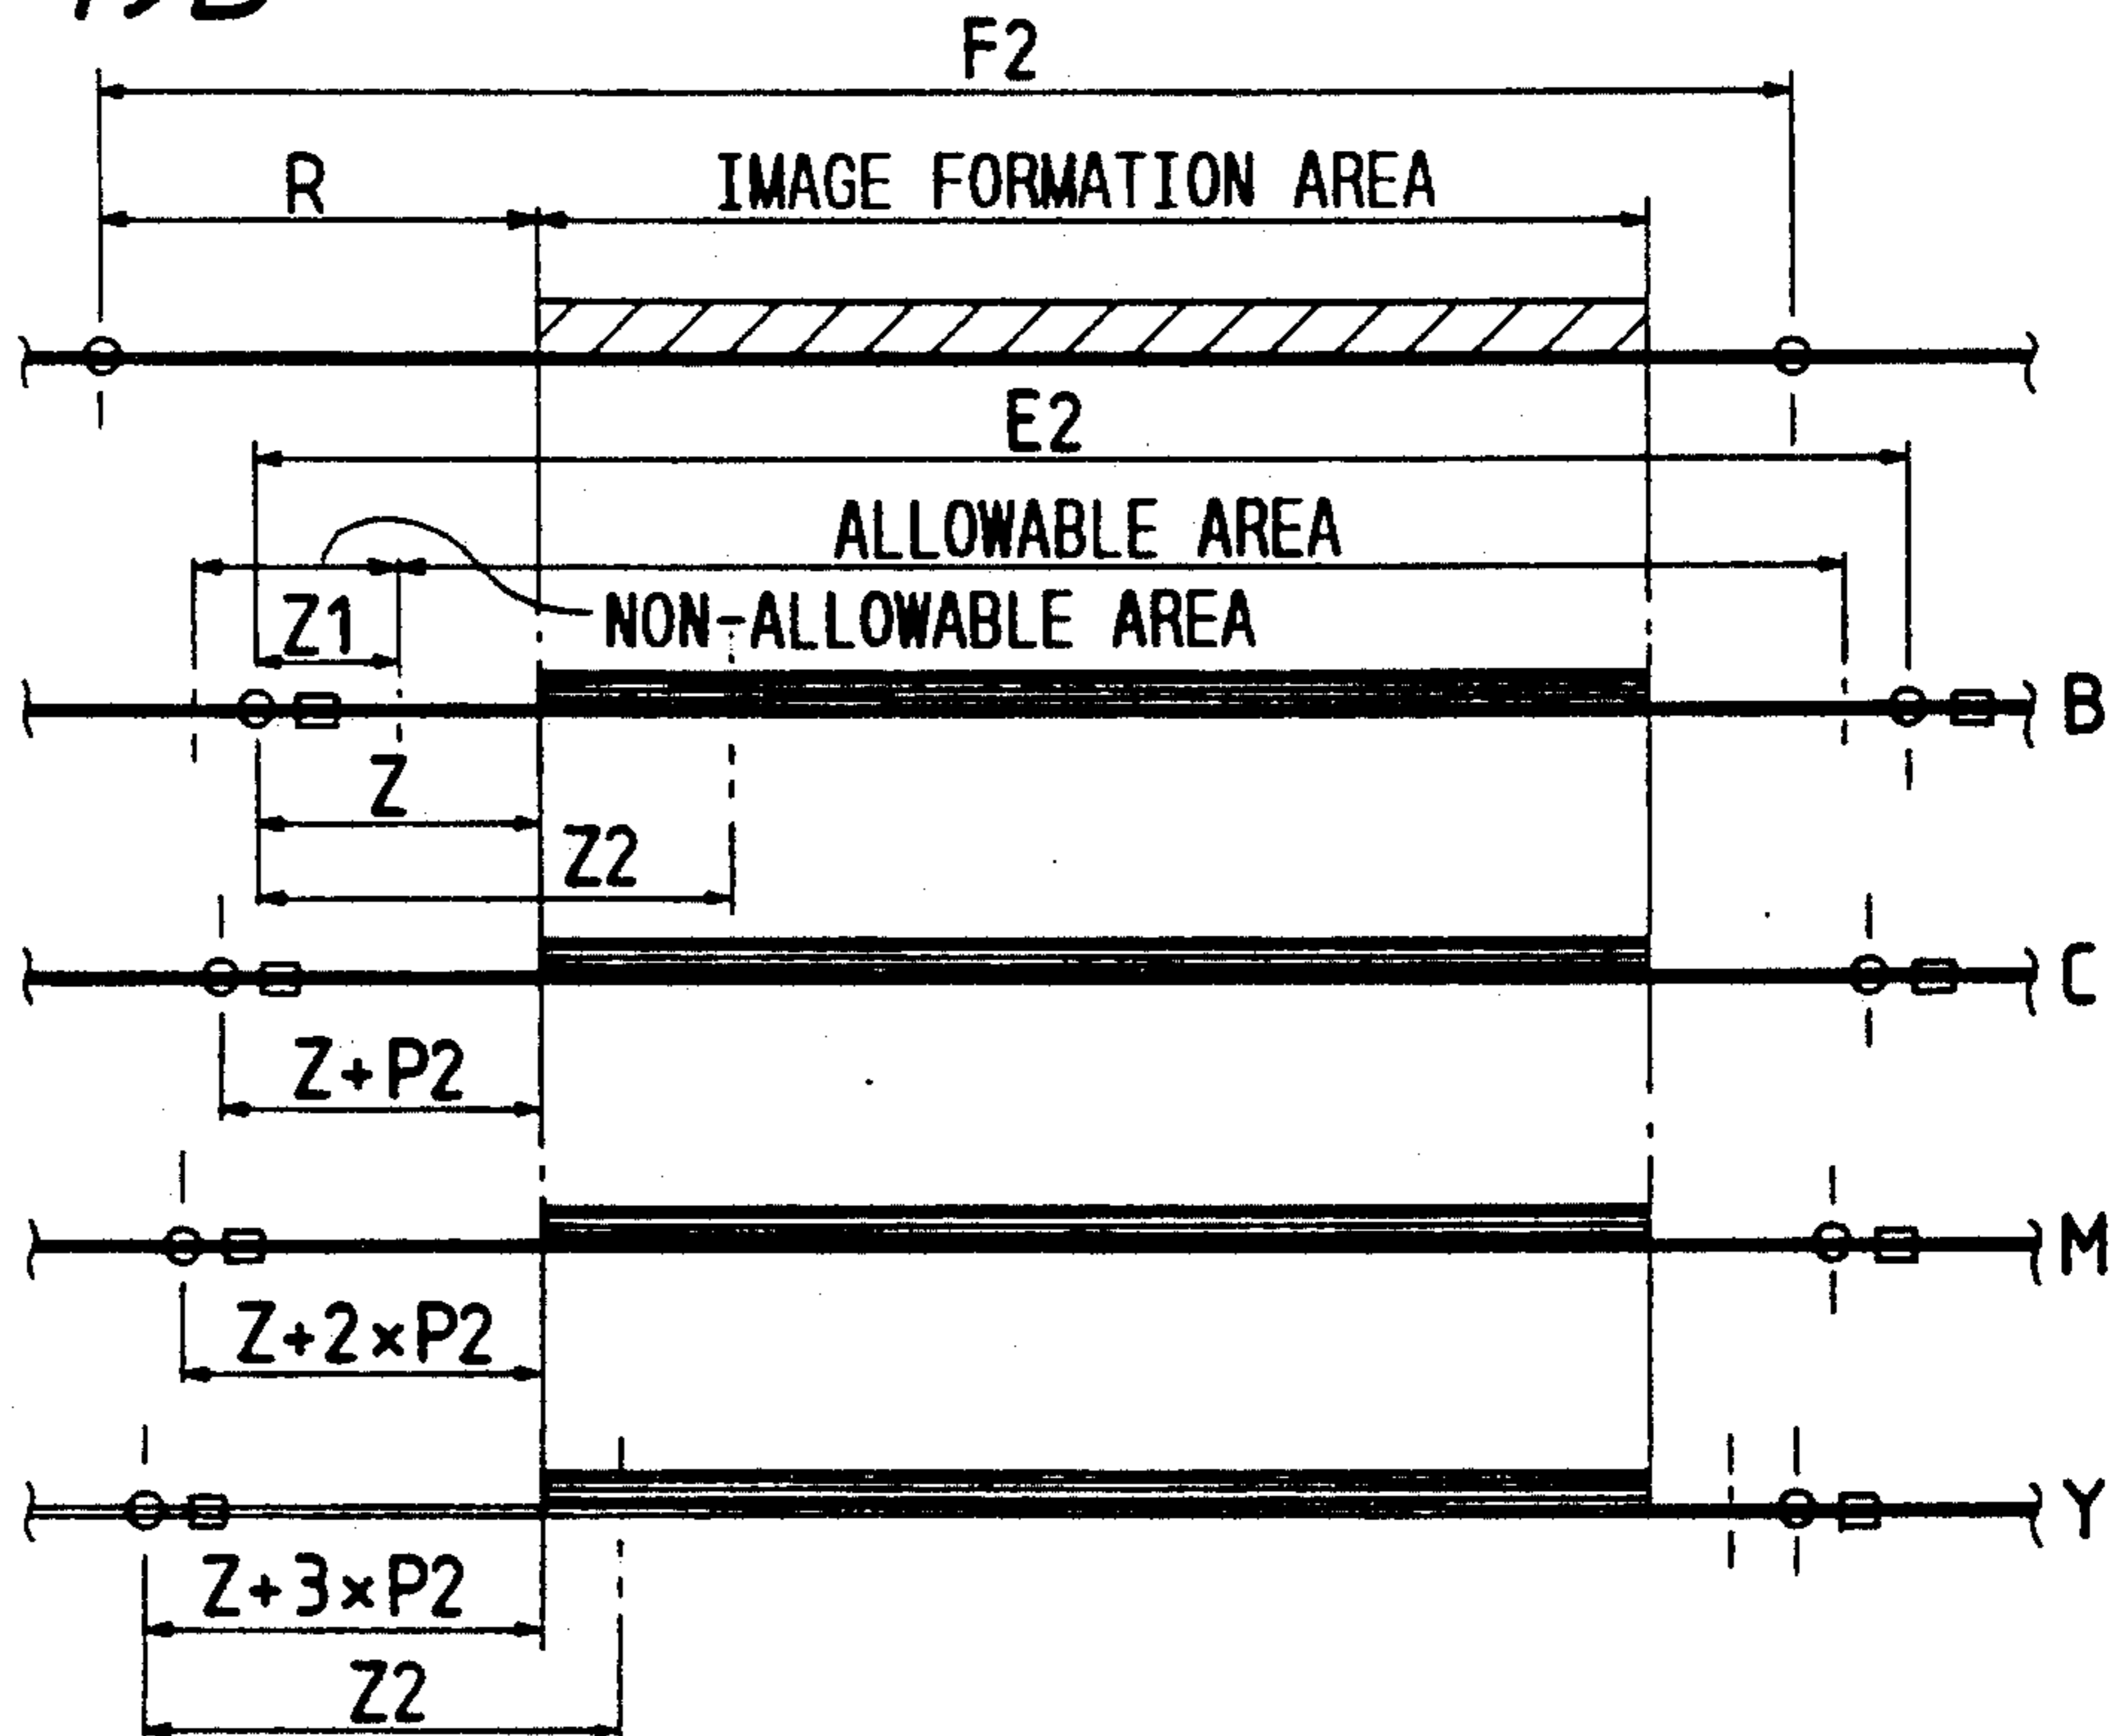 F2
R
IMAGE FORMATION AREA
E2
ALLOWABLE AREA
Z1
NON-ALLOWABLE AREA
B
Z
Z2
C
Z+P2
M
Z+2×P2
Y
Z+3×P2
Z2